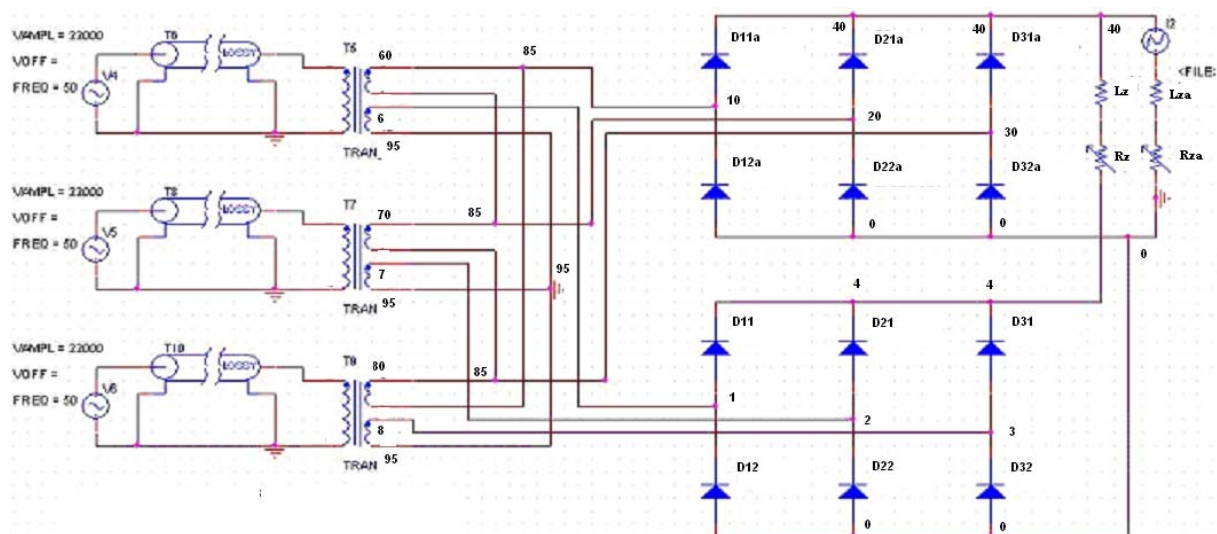 VAMPL = 22000
VOFF =
FREQ = 50
V4
T6
LOSSY
T5
60
6
95
TRAN
85
VAMPL = 22000
VOFF =
FREQ = 50
V5
T8
LOSSY
T7
70
7
95
TRAN
85
95
VAMPL = 22000
VOFF =
FREQ = 50
V6
T10
LOSSY
80
8
95
TRAN
85
D11a
40
D21a
40
D31a
40
I2
<FILE>
10
20
30
Lz
Lza
D12a
D22a
D32a
Rz
Rza
0
0
0
4
4
D11
D21
D31
1
2
3
D12
D22
D32
0
0